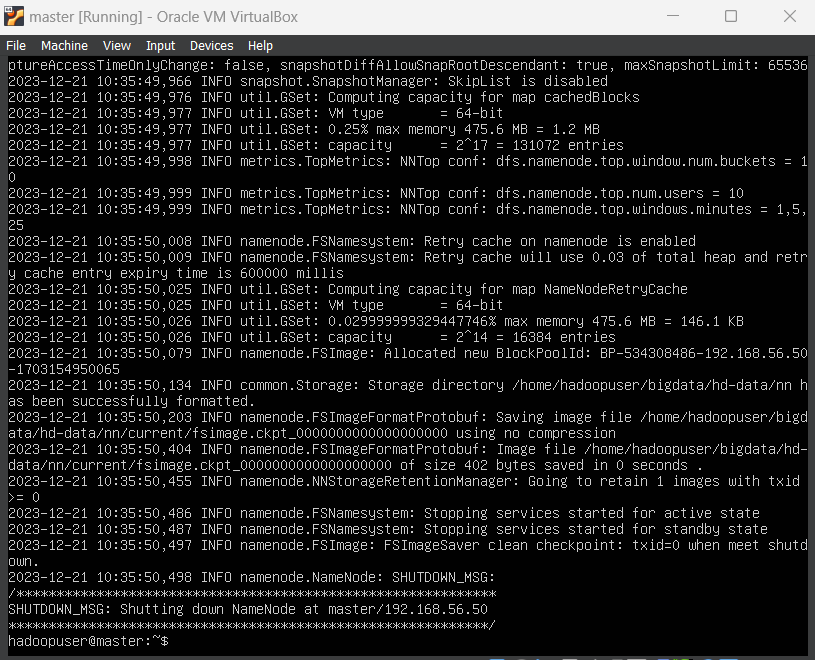 master [Running] - Oracle VM VirtualBox
File Machine View Input Devices Help
ptureAccessTimeOnlyChange: false, snapshotDiffAllowSnapRootDescendant: true, maxSnapshotLimit: 65536
2023-12-21 10:35:49,966 INFO snapshot.SnapshotManager: SkipList is disabled
2023-12-21 10:35:49,976 INFO util.GSet: Computing capacity for map cachedBlocks
2023-12-21 10:35:49,977 INFO util.GSet: VM type       = 64-bit
2023-12-21 10:35:49,977 INFO util.GSet: 0.25% max memory 475.6 MB = 1.2 MB
2023-12-21 10:35:49,977 INFO util.GSet: capacity      = 2^17 = 131072 entries
2023-12-21 10:35:49,998 INFO metrics.TopMetrics: NNTop conf: dfs.namenode.top.window.num.buckets = 1
0
2023-12-21 10:35:49,999 INFO metrics.TopMetrics: NNTop conf: dfs.namenode.top.num.users = 10
2023-12-21 10:35:49,999 INFO metrics.TopMetrics: NNTop conf: dfs.namenode.top.windows.minutes = 1,5,
25
2023-12-21 10:35:50,008 INFO namenode.FSNamesystem: Retry cache on namenode is enabled
2023-12-21 10:35:50,009 INFO namenode.FSNamesystem: Retry cache will use 0.03 of total heap and retr
y cache entry expiry time is 600000 millis
2023-12-21 10:35:50,025 INFO util.GSet: Computing capacity for map NameNodeRetryCache
2023-12-21 10:35:50,025 INFO util.GSet: VM type       = 64-bit
2023-12-21 10:35:50,026 INFO util.GSet: 0.029999999329447746% max memory 475.6 MB = 146.1 KB
2023-12-21 10:35:50,026 INFO util.GSet: capacity      = 2^14 = 16384 entries
2023-12-21 10:35:50,079 INFO namenode.FSImage: Allocated new BlockPoolId: BP-534308486-192.168.56.50
-1703154950065
2023-12-21 10:35:50,134 INFO common.Storage: Storage directory /home/hadoopuser/bigdata/hd-data/nn h
as been successfully formatted.
2023-12-21 10:35:50,203 INFO namenode.FSImageFormatProtobuf: Saving image file /home/hadoopuser/bigd
ata/hd-data/nn/current/fsimage.ckpt_0000000000000000000 using no compression
2023-12-21 10:35:50,404 INFO namenode.FSImageFormatProtobuf: Image file /home/hadoopuser/bigdata/hd-
data/nn/current/fsimage.ckpt_0000000000000000000 of size 402 bytes saved in 0 seconds .
2023-12-21 10:35:50,455 INFO namenode.NNStorageRetentionManager: Going to retain 1 images with txid
>= 0
2023-12-21 10:35:50,486 INFO namenode.FSNamesystem: Stopping services started for active state
2023-12-21 10:35:50,487 INFO namenode.FSNamesystem: Stopping services started for standby state
2023-12-21 10:35:50,497 INFO namenode.FSImage: FSImageSaver clean checkpoint: txid=0 when meet shutd
own.
2023-12-21 10:35:50,498 INFO namenode.NameNode: SHUTDOWN_MSG:
/************************************************************
SHUTDOWN_MSG: Shutting down NameNode at master/192.168.56.50
************************************************************/
hadoopuser@master:~$